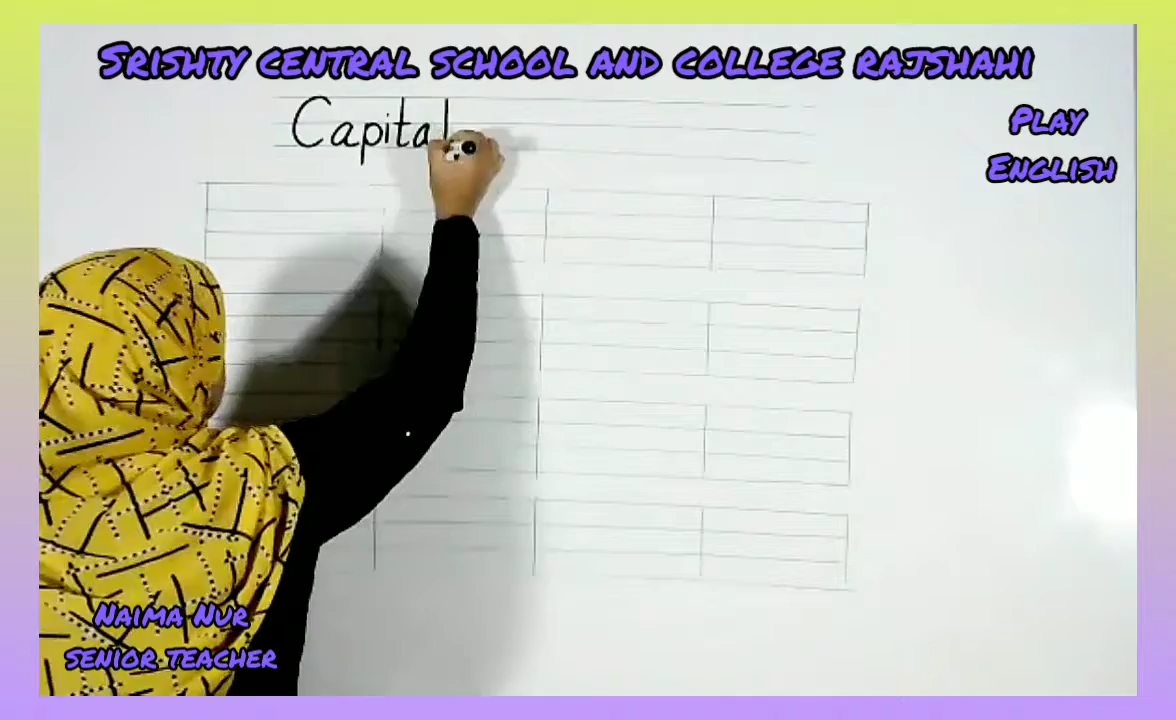 Srishty central school and college rajshahi
Capital
Play
English
Naima Nur
senior teacher